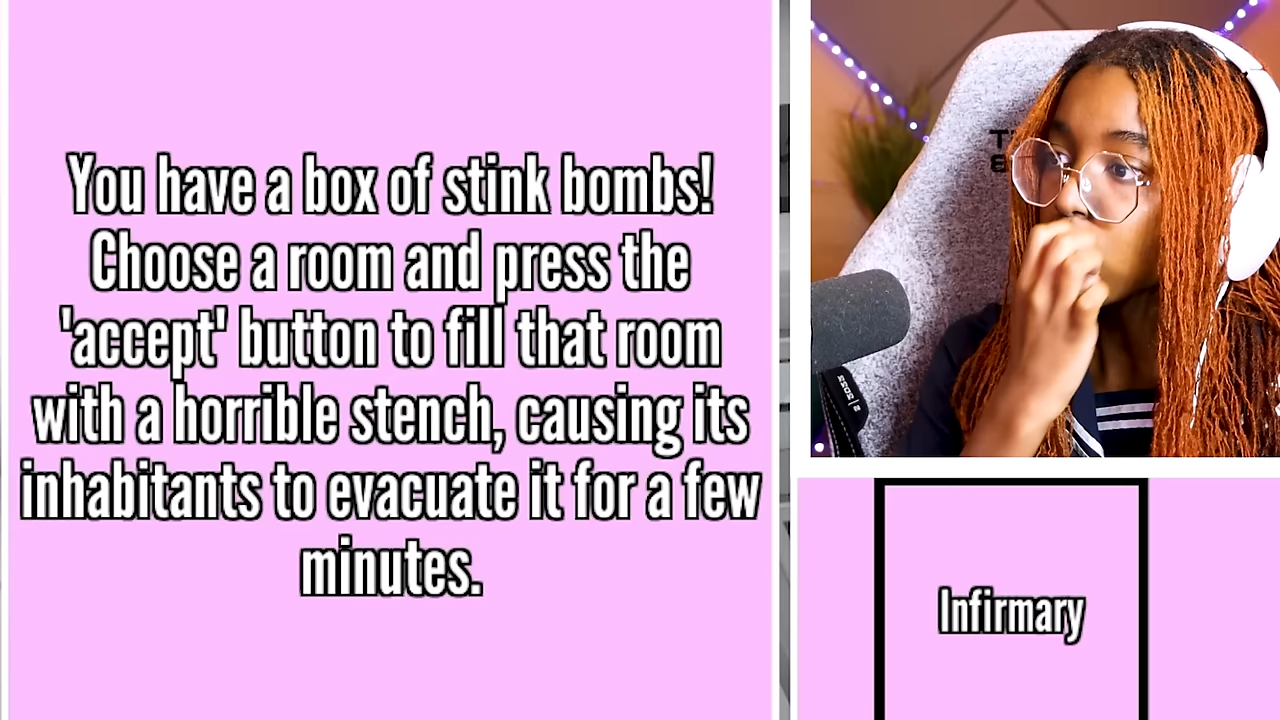 You have a box of stink bombs!
Choose a room and press the
'accept' button to fill that room
with a horrible stench, causing its
inhabitants to evacuate it for a few
minutes.
Infirmary